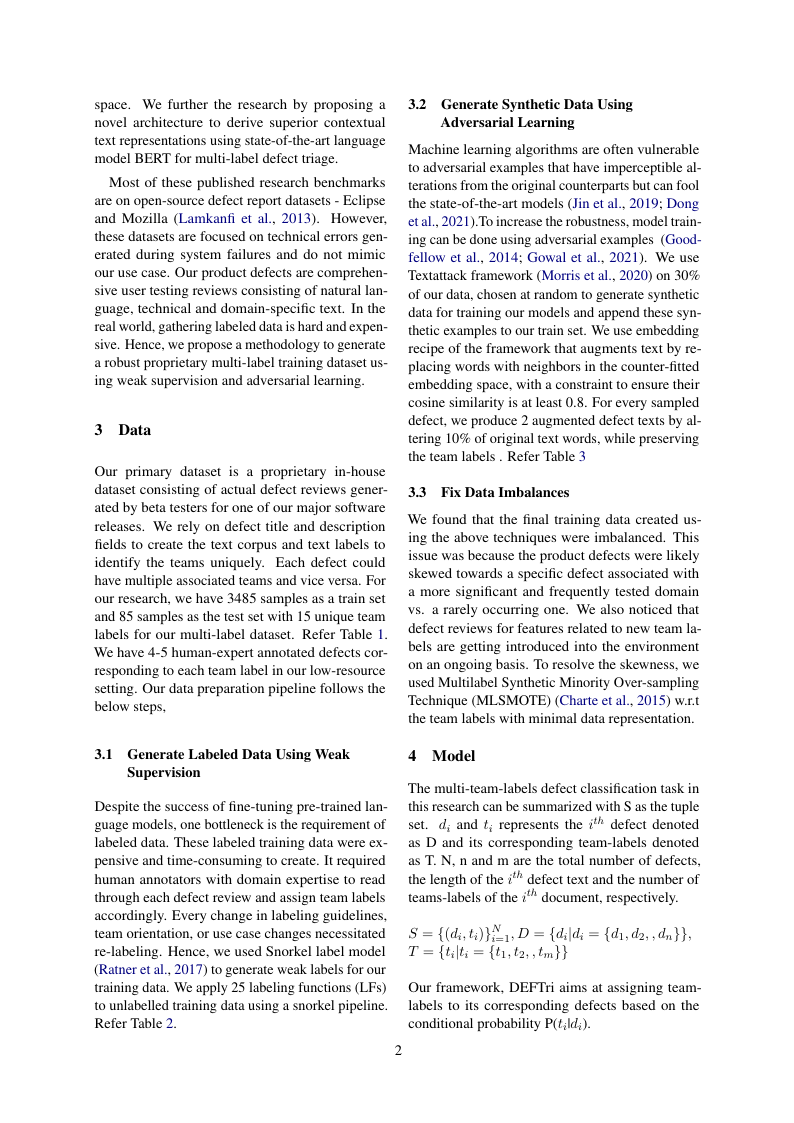 space. We further the research by proposing a
novel architecture to derive superior contextual
text representations using state-of-the-art language
model BERT for multi-label defect triage.
Most of these published research benchmarks
are on open-source defect report datasets - Eclipse
and Mozilla (Lamkanfi et al., 2013). However,
these datasets are focused on technical errors gen-
erated during system failures and do not mimic
our use case. Our product defects are comprehen-
sive user testing reviews consisting of natural lan-
guage, technical and domain-specific text. In the
real world, gathering labeled data is hard and expen-
sive. Hence, we propose a methodology to generate
a robust proprietary multi-label training dataset us-
ing weak supervision and adversarial learning.
3 Data
Our primary dataset is a proprietary in-house
dataset consisting of actual defect reviews gener-
ated by beta testers for one of our major software
releases. We rely on defect title and description
fields to create the text corpus and text labels to
identify the teams uniquely. Each defect could
have multiple associated teams and vice versa. For
our research, we have 3485 samples as a train set
and 85 samples as the test set with 15 unique team
labels for our multi-label dataset. Refer Table 1.
We have 4-5 human-expert annotated defects cor-
responding to each team label in our low-resource
setting. Our data preparation pipeline follows the
below steps,
3.1 Generate Labeled Data Using Weak
Supervision
Despite the success of fine-tuning pre-trained lan-
guage models, one bottleneck is the requirement of
labeled data. These labeled training data were ex-
pensive and time-consuming to create. It required
human annotators with domain expertise to read
through each defect review and assign team labels
accordingly. Every change in labeling guidelines,
team orientation, or use case changes necessitated
re-labeling. Hence, we used Snorkel label model
(Ratner et al., 2017) to generate weak labels for our
training data. We apply 25 labeling functions (LFs)
to unlabelled training data using a snorkel pipeline.
Refer Table 2.
3.2 Generate Synthetic Data Using
Adversarial Learning
Machine learning algorithms are often vulnerable
to adversarial examples that have imperceptible al-
terations from the original counterparts but can fool
the state-of-the-art models (Jin et al., 2019; Dong
et al., 2021).To increase the robustness, model train-
ing can be done using adversarial examples (Good-
fellow et al., 2014; Gowal et al., 2021). We use
Textattack framework (Morris et al., 2020) on 30%
of our data, chosen at random to generate synthetic
data for training our models and append these syn-
thetic examples to our train set. We use embedding
recipe of the framework that augments text by re-
placing words with neighbors in the counter-fitted
embedding space, with a constraint to ensure their
cosine similarity is at least 0.8. For every sampled
defect, we produce 2 augmented defect texts by al-
tering 10% of original text words, while preserving
the team labels . Refer Table 3
3.3 Fix Data Imbalances
We found that the final training data created us-
ing the above techniques were imbalanced. This
issue was because the product defects were likely
skewed towards a specific defect associated with
a more significant and frequently tested domain
vs. a rarely occurring one. We also noticed that
defect reviews for features related to new team la-
bels are getting introduced into the environment
on an ongoing basis. To resolve the skewness, we
used Multilabel Synthetic Minority Over-sampling
Technique (MLSMOTE) (Charte et al., 2015) w.r.t
the team labels with minimal data representation.
4 Model
The multi-team-labels defect classification task in
this research can be summarized with S as the tuple
set. d_i and t_i represents the i^{th} defect denoted
as D and its corresponding team-labels denoted
as T. N, n and m are the total number of defects,
the length of the i^{th} defect text and the number of
teams-labels of the i^{th} document, respectively.
S = {(d_i, t_i)}_{i=1}^N, D = {d_i|d_i = {d_1, d_2, , d_n}},
T = {t_i|t_i = {t_1, t_2, , t_m}}
Our framework, DEFTri aims at assigning team-
labels to its corresponding defects based on the
conditional probability P(t_i|d_i).
2